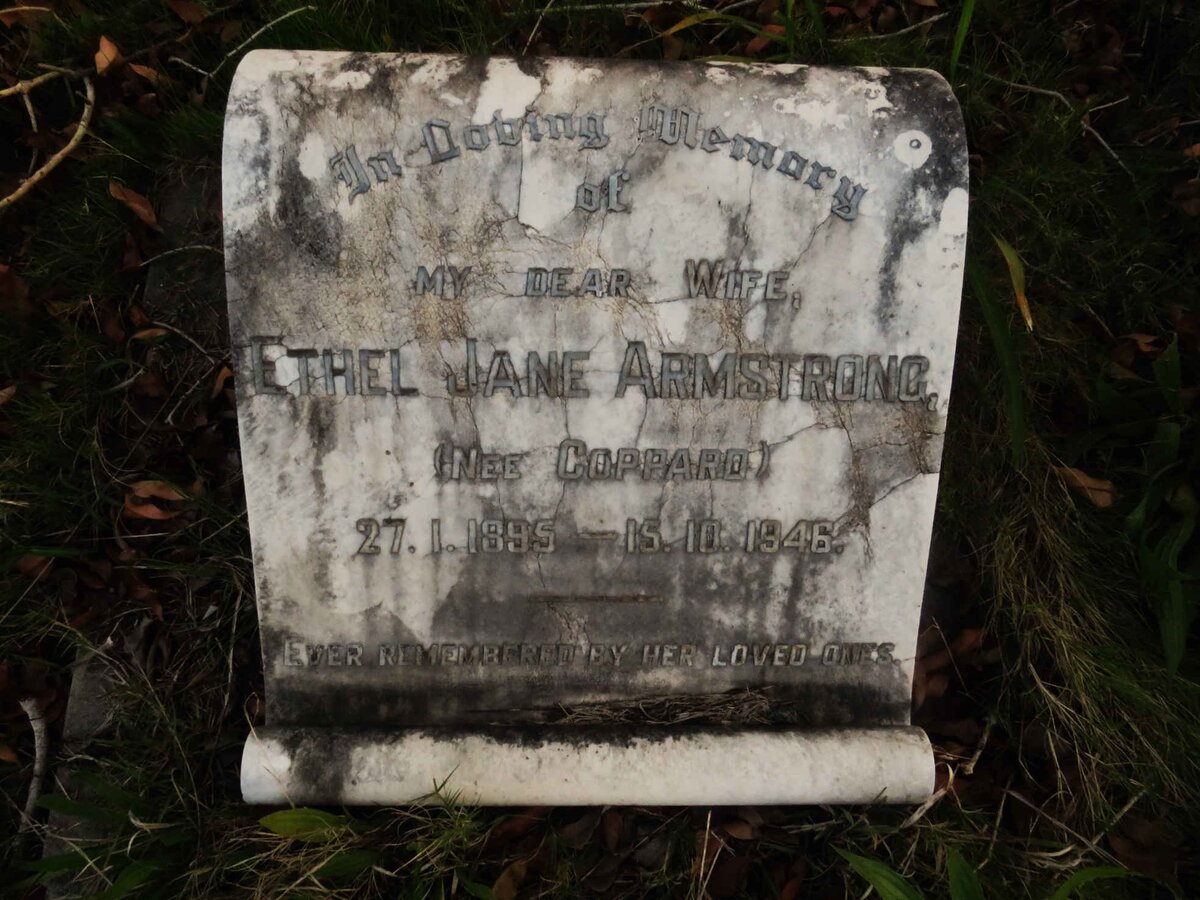 In Loving Memory
of
MY DEAR WIFE,
ETHEL JANE ARMSTRONG,
(NEE COPPARD)
27.1.1895 — 15.10.1946.
EVER REMEMBERED BY HER LOVED ONES.